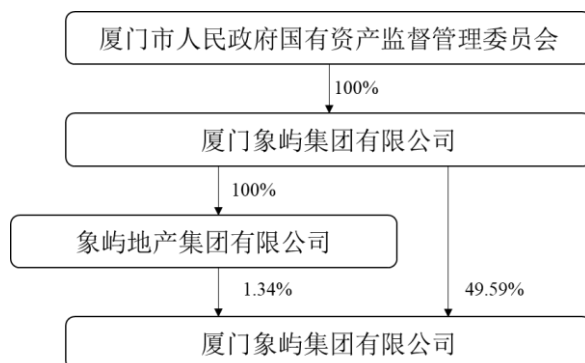 厦门市人民政府国有资产监督管理委员会
100%
厦门象屿集团有限公司
100%
象屿地产集团有限公司
1.34%
49.59%
厦门象屿集团有限公司